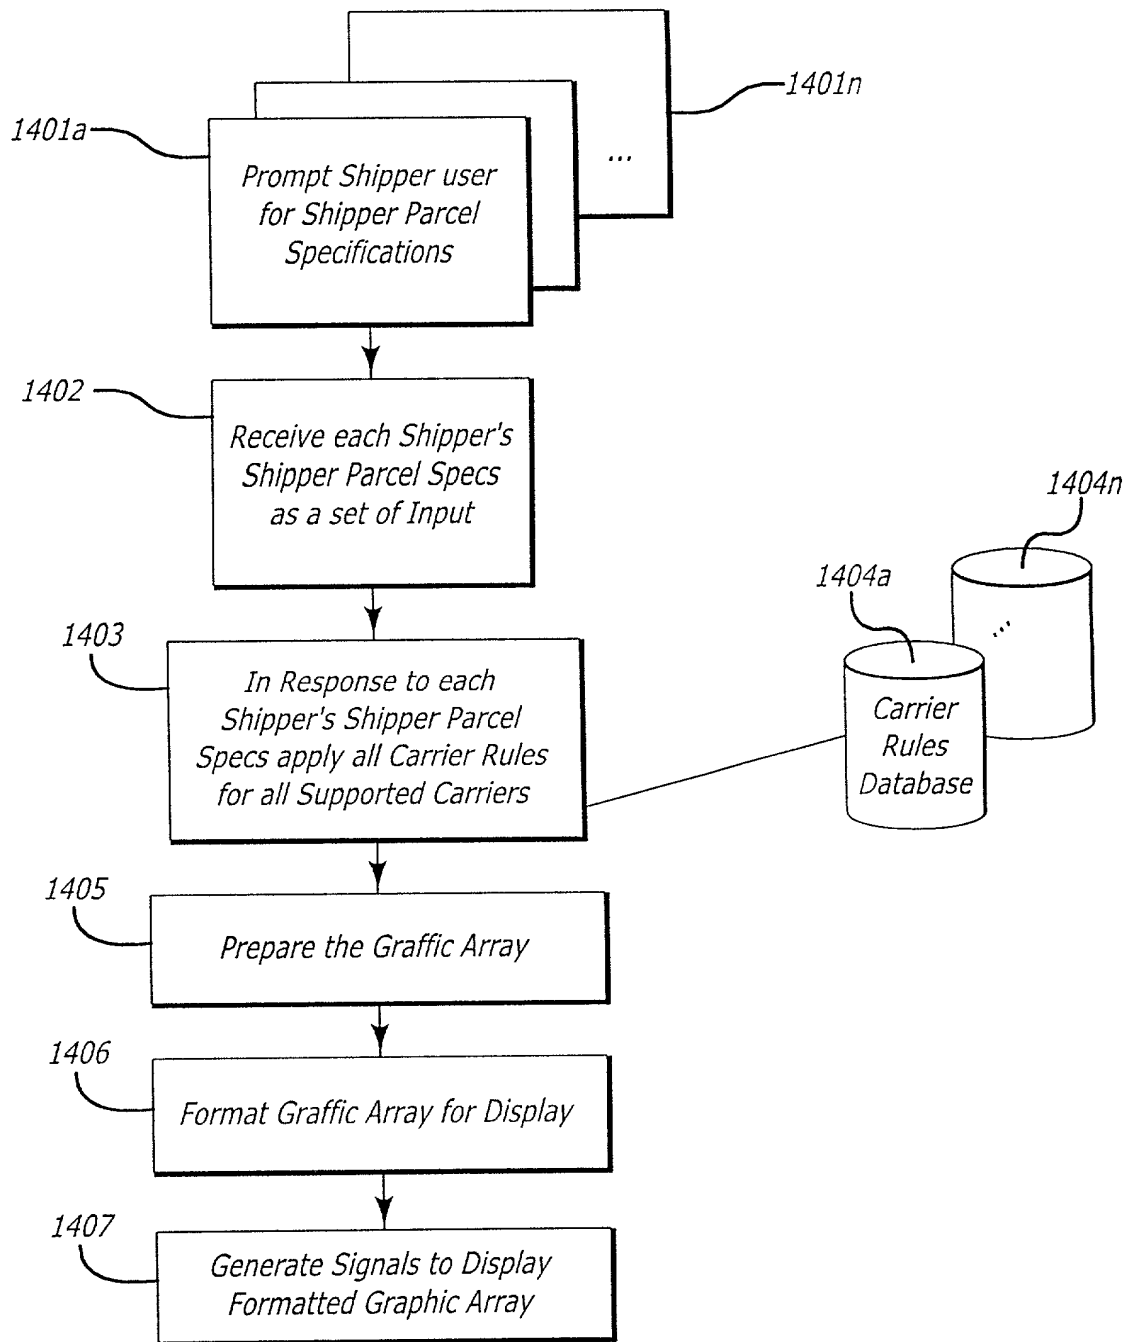 1401n
1401a
...
Prompt Shipper user
for Shipper Parcel
Specifications
1402
Receive each Shipper's
Shipper Parcel Specs
as a set of Input
1404n
1404a
...
1403
In Response to each
Shipper's Shipper Parcel
Specs apply all Carrier Rules
for all Supported Carriers
Carrier
Rules
Database
1405
Prepare the Graffic Array
1406
Format Graffic Array for Display
1407
Generate Signals to Display
Formatted Graphic Array